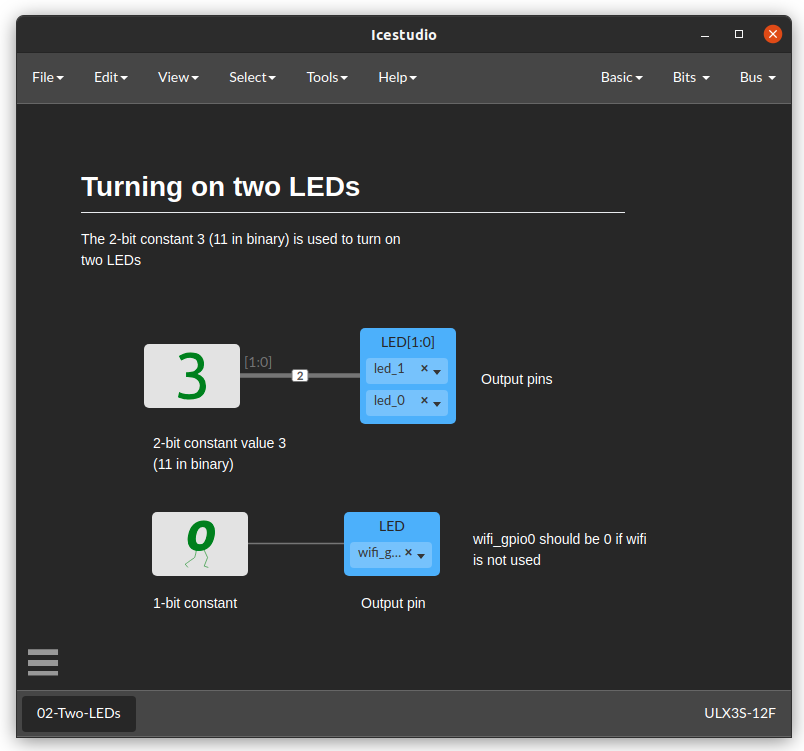 Icestudio
File Edit View Select Tools Help Basic Bits Bus
Turning on two LEDs
The 2-bit constant 3 (11 in binary) is used to turn on
two LEDs
LED[1:0]
3 [1:0] 2 led_1 ×
led_0 ×
Output pins
2-bit constant value 3
(11 in binary)
0
LED
wifi_g... ×
wifi_gpio0 should be 0 if wifi
is not used
1-bit constant
Output pin
02-Two-LEDs
ULX3S-12F